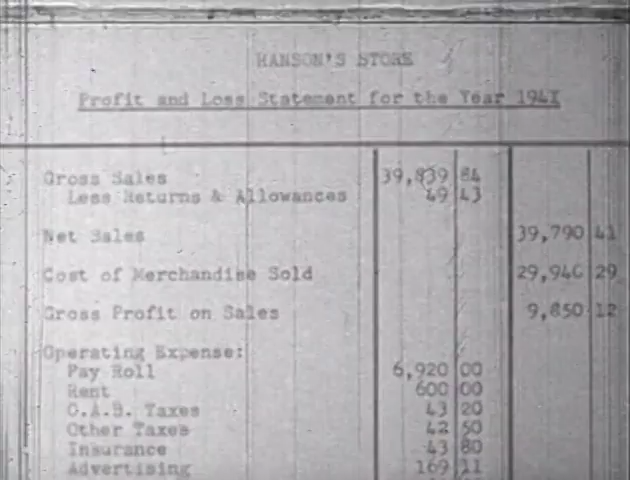 HANSON'S STORE
Profit and Loss Statement for the Year 1941
Gross Sales 39,839 84
Less Returns & Allowances 49 43
Net Sales 39,790 41
Cost of Merchandise Sold 29,940 29
Gross Profit on Sales 9,850 12
Operating Expense:
Pay Roll 6,920 00
Rent 600 00
O.A.B. Taxes 43 20
Other Taxes 42 50
Insurance 43 80
Advertising 169 11